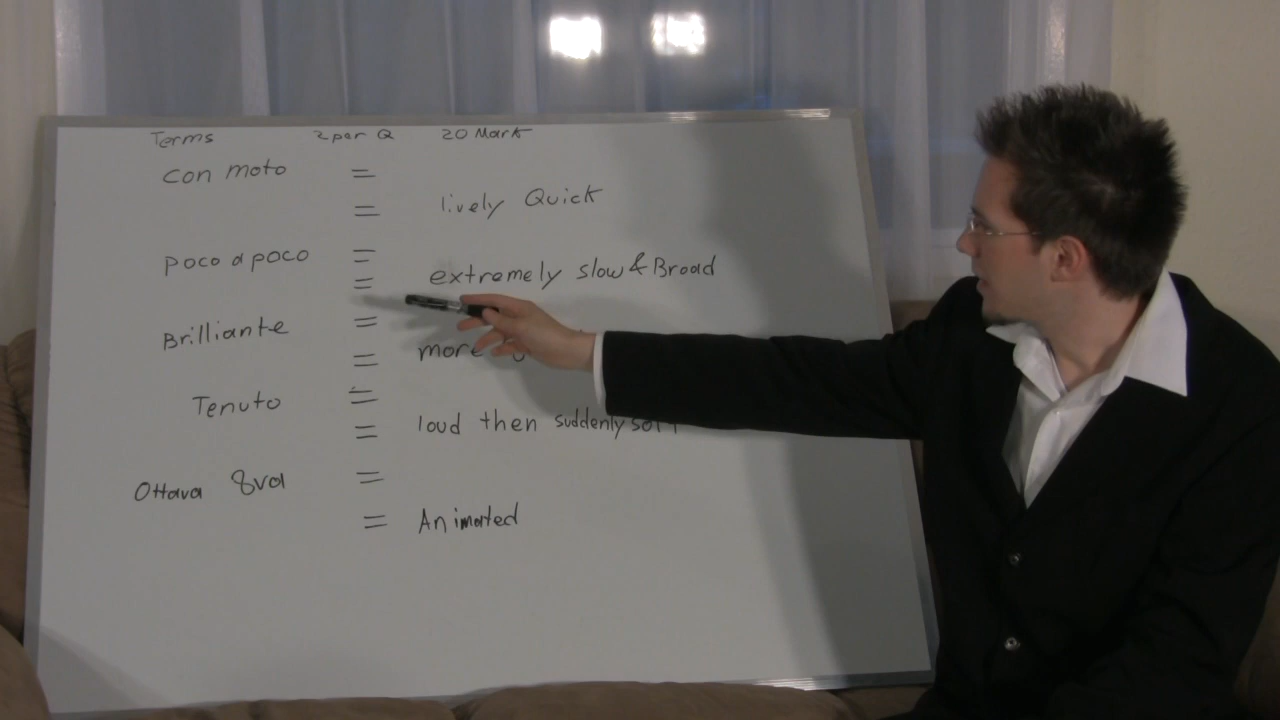 Terms 2 per Q 20 Mark
con moto =
= lively Quick
poco a poco =
= extremely slow & Broad
Brilliante =
= more
Tenuto =
= loud then suddenly soft
Ottava 8va =
= Animated